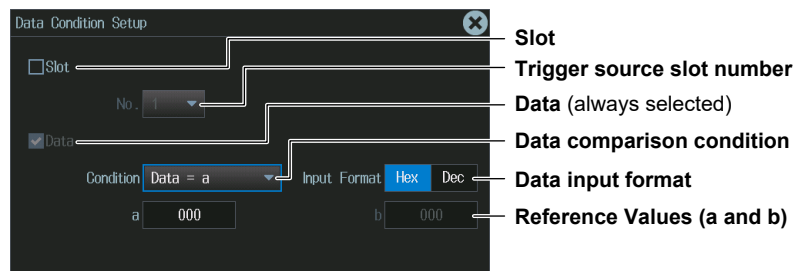 Data Condition Setup
Slot
Slot
Trigger source slot number
No. 1
Data (always selected)
Data
Data comparison condition
Condition Data = a Input Format Hex Dec
Data input format
a 000 b 000
Reference Values (a and b)